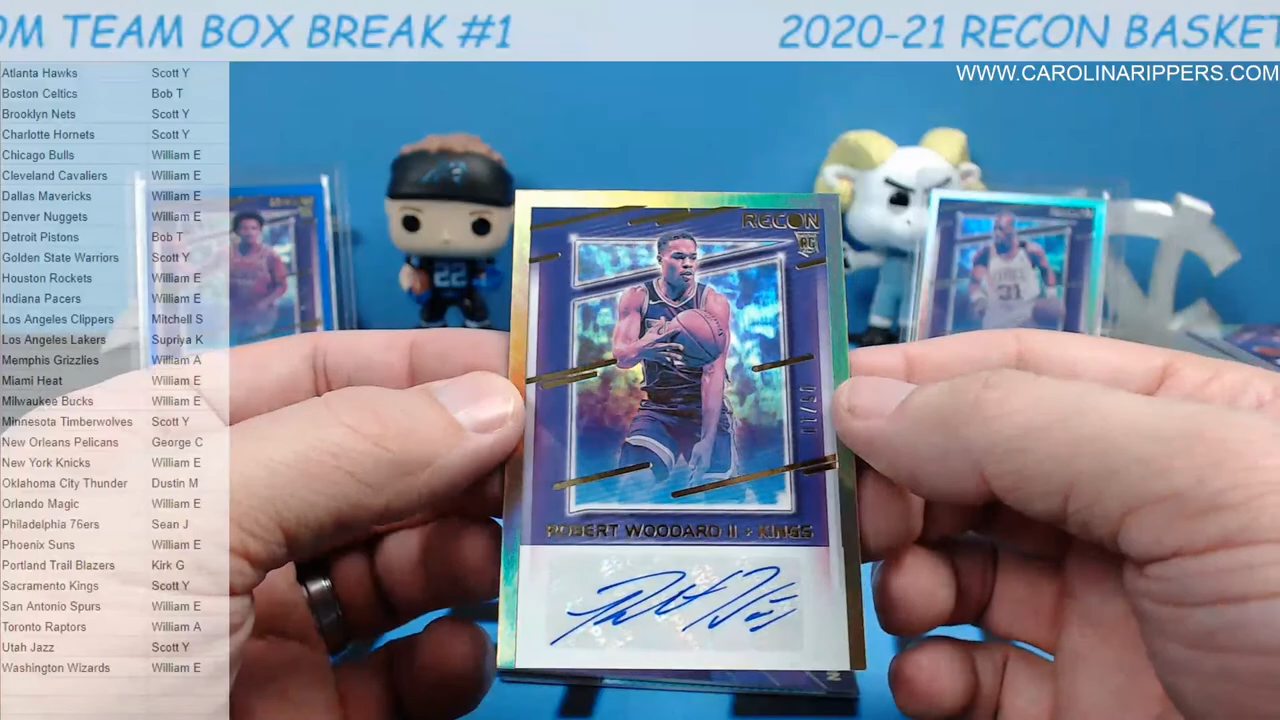 OM TEAM BOX BREAK #1
2020-21 RECON BASKET
WWW.CAROLINARIPPERS.COM
Atlanta Hawks Scott Y
Boston Celtics Bob T
Brooklyn Nets Scott Y
Charlotte Hornets Scott Y
Chicago Bulls William E
Cleveland Cavaliers William E
Dallas Mavericks William E
Denver Nuggets William E
Detroit Pistons Bob T
Golden State Warriors Scott Y
Houston Rockets William E
Indiana Pacers William E
Los Angeles Clippers Mitchell S
Los Angeles Lakers Supriya K
Memphis Grizzlies William A
Miami Heat William E
Milwaukee Bucks William E
Minnesota Timberwolves Scott Y
New Orleans Pelicans George C
New York Knicks William E
Oklahoma City Thunder Dustin M
Orlando Magic William E
Philadelphia 76ers Sean J
Phoenix Suns William E
Portland Trail Blazers Kirk G
Sacramento Kings Scott Y
San Antonio Spurs William E
Toronto Raptors William A
Utah Jazz Scott Y
Washington Wizards William E
22
RECON
RC
ROBERT WOODARD II > KINGS
RECON
31